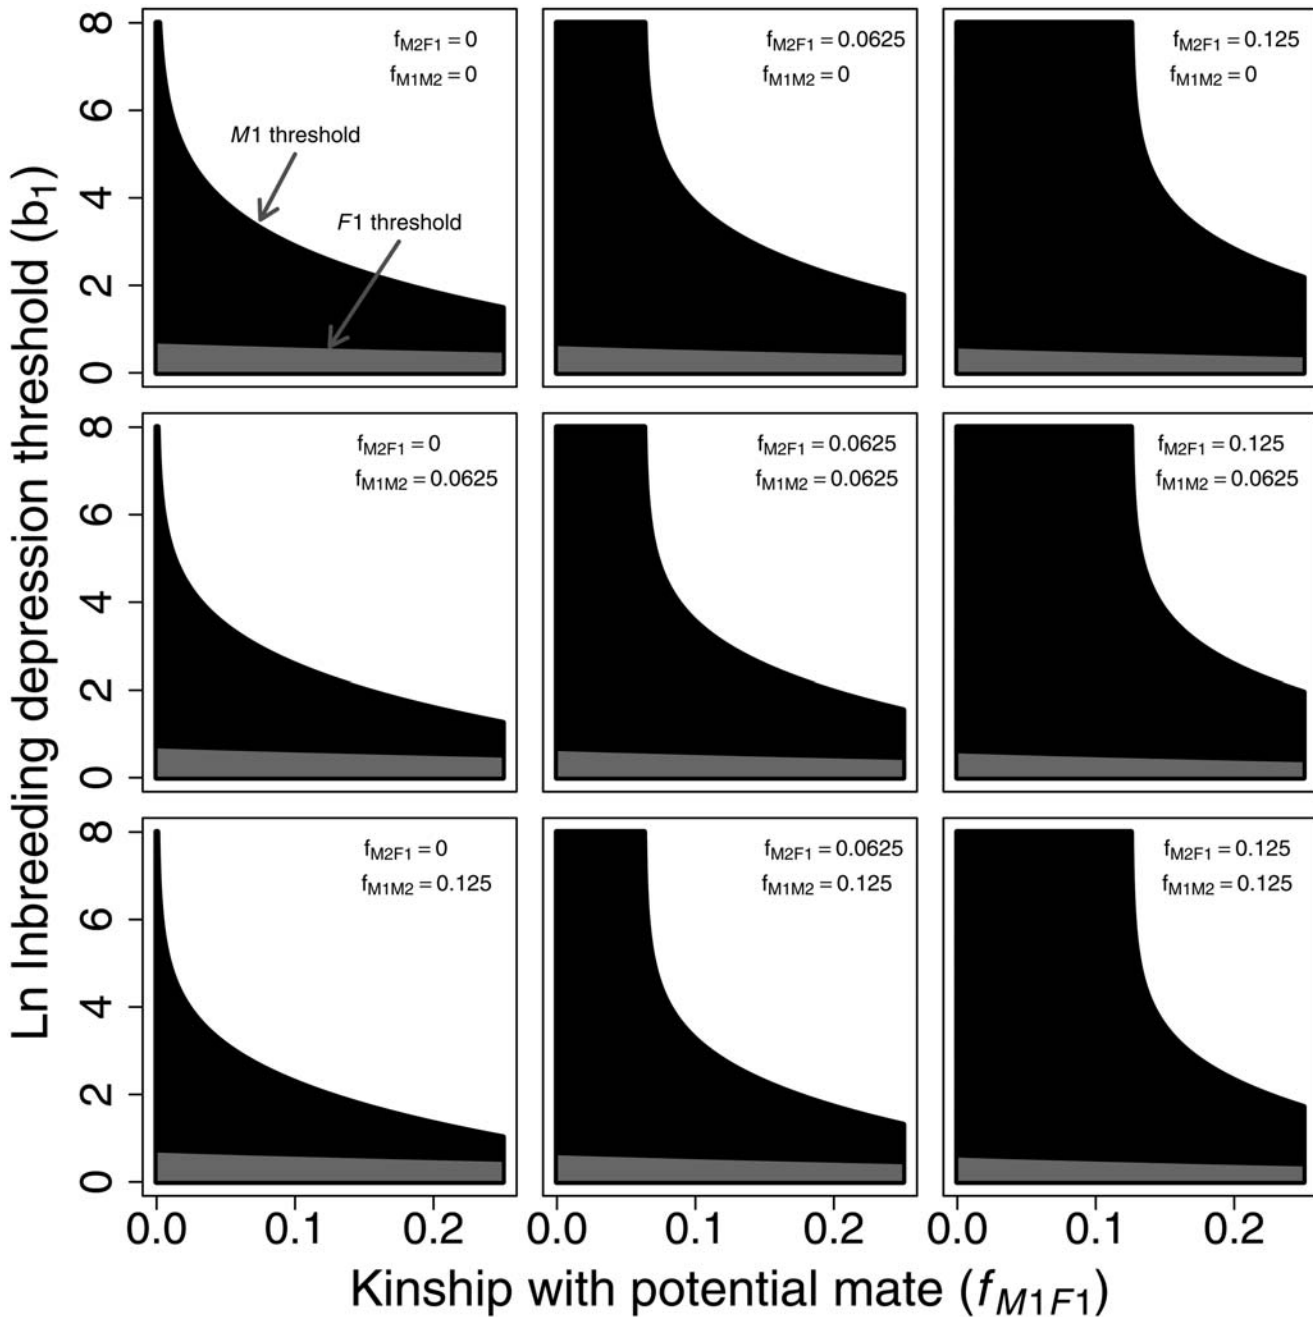 Ln Inbreeding depression threshold (b₁)
8
6
4
2
0
f_M2F1 = 0
f_M1M2 = 0
M1 threshold
F1 threshold
f_M2F1 = 0.0625
f_M1M2 = 0
f_M2F1 = 0.125
f_M1M2 = 0
8
6
4
2
0
f_M2F1 = 0
f_M1M2 = 0.0625
f_M2F1 = 0.0625
f_M1M2 = 0.0625
f_M2F1 = 0.125
f_M1M2 = 0.0625
8
6
4
2
0
f_M2F1 = 0
f_M1M2 = 0.125
f_M2F1 = 0.0625
f_M1M2 = 0.125
f_M2F1 = 0.125
f_M1M2 = 0.125
0.0 0.1 0.2
0.0 0.1 0.2
0.0 0.1 0.2
Kinship with potential mate (f_M1F1)